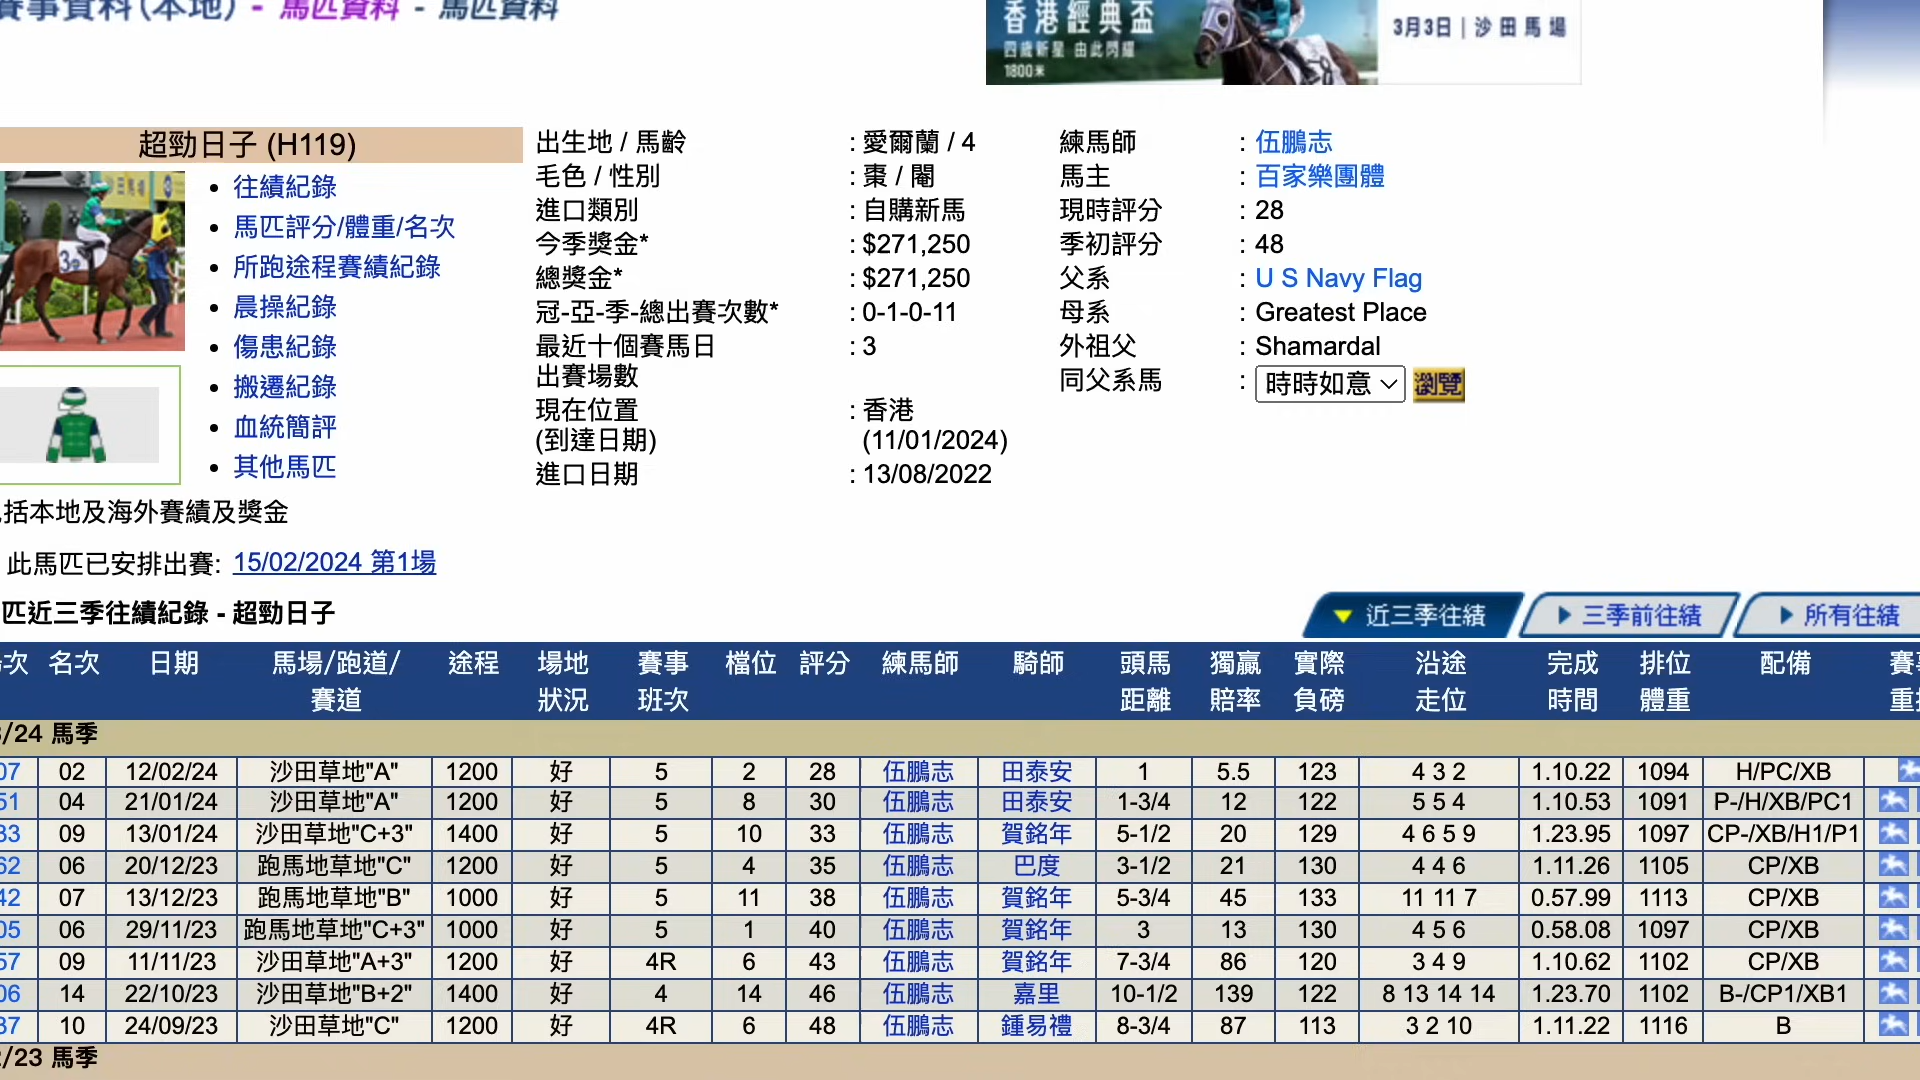 賽事資料(本地) - 馬匹資料 - 馬匹資料
香港經典盃
四歲新星 由此閃耀
1800米
3月3日 | 沙田馬場
超勁日子 (H119)
往績紀錄
馬匹評分/體重/名次
所跑途程賽績紀錄
晨操紀錄
傷患紀錄
搬遷紀錄
血統簡評
其他馬匹
出生地 / 馬齡 : 愛爾蘭 / 4
毛色 / 性別 : 棗 / 閹
進口類別 : 自購新馬
今季獎金* : $271,250
總獎金* : $271,250
冠-亞-季-總出賽次數* : 0-1-0-11
最近十個賽馬日 : 3
出賽場數
現在位置 : 香港
(到達日期) (11/01/2024)
進口日期 : 13/08/2022
練馬師 : 伍鵬志
馬主 : 百家樂團體
現時評分 : 28
季初評分 : 48
父系 : U S Navy Flag
母系 : Greatest Place
外祖父 : Shamardal
同父系馬 : 時時如意 瀏覽
括本地及海外賽績及獎金
此馬匹已安排出賽: 15/02/2024 第1場
匹近三季往績紀錄 - 超勁日子
近三季往績 三季前往績 所有往績
次 名次 日期 馬場/跑道/ 途程 場地 賽事 檔位 評分 練馬師 騎師 頭馬 獨贏 實際 沿途 完成 排位 配備 賽
賽道 狀況 班次 距離 賠率 負磅 走位 時間 體重 重
/24 馬季
07 02 12/02/24 沙田草地"A" 1200 好 5 2 28 伍鵬志 田泰安 1 5.5 123 4 3 2 1.10.22 1094 H/PC/XB
51 04 21/01/24 沙田草地"A" 1200 好 5 8 30 伍鵬志 田泰安 1-3/4 12 122 5 5 4 1.10.53 1091 P-/H/XB/PC1
33 09 13/01/24 沙田草地"C+3" 1400 好 5 10 33 伍鵬志 賀銘年 5-1/2 20 129 4 6 5 9 1.23.95 1097 CP-/XB/H1/P1
62 06 20/12/23 跑馬地草地"C" 1200 好 5 4 35 伍鵬志 巴度 3-1/2 21 130 4 4 6 1.11.26 1105 CP/XB
42 07 13/12/23 跑馬地草地"B" 1000 好 5 11 38 伍鵬志 賀銘年 5-3/4 45 133 11 11 7 0.57.99 1113 CP/XB
05 06 29/11/23 跑馬地草地"C+3" 1000 好 5 1 40 伍鵬志 賀銘年 3 13 130 4 5 6 0.58.08 1097 CP/XB
57 09 11/11/23 沙田草地"A+3" 1200 好 4R 6 43 伍鵬志 賀銘年 7-3/4 86 120 3 4 9 1.10.62 1102 CP/XB
06 14 22/10/23 沙田草地"B+2" 1400 好 4 14 46 伍鵬志 嘉里 10-1/2 139 122 8 13 14 14 1.23.70 1102 B-/CP1/XB1
37 10 24/09/23 沙田草地"C" 1200 好 4R 6 48 伍鵬志 鍾易禮 8-3/4 87 113 3 2 10 1.11.22 1116 B
/23 馬季